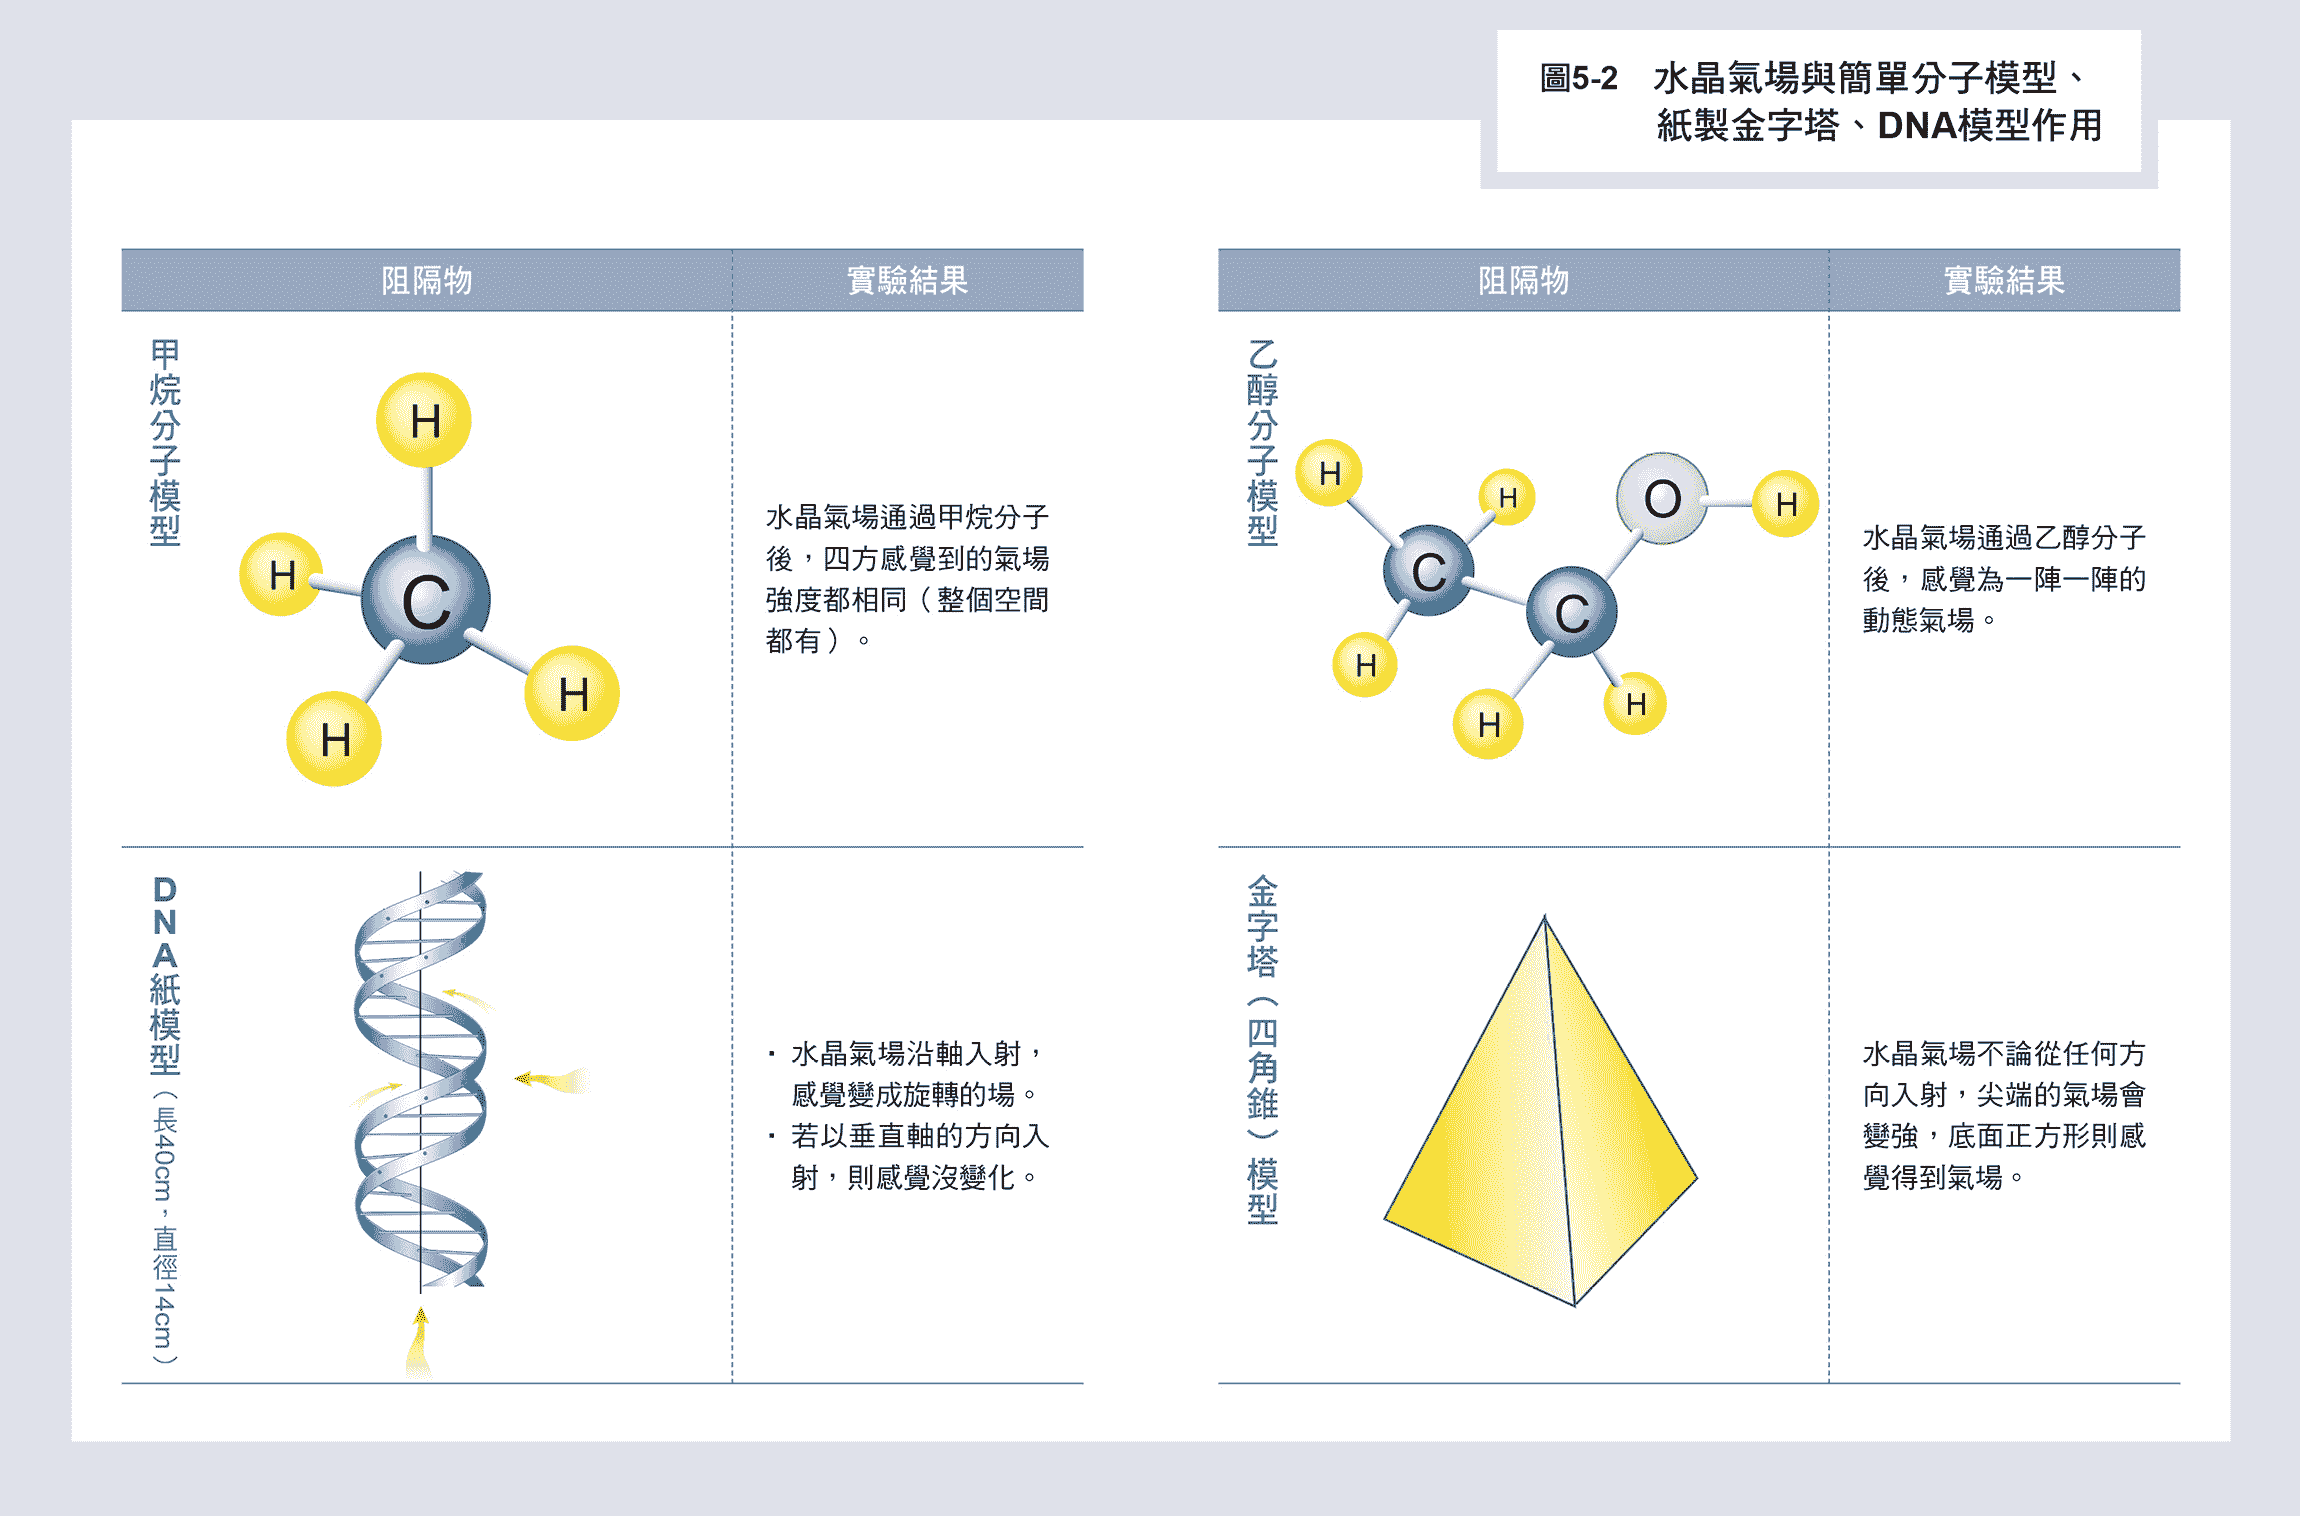 圖5-2 水晶氣場與簡單分子模型、
紙製金字塔、DNA模型作用
阻隔物 實驗結果
甲烷分子模型
H
H
C
H
H
水晶氣場通過甲烷分子
後,四方感覺到的氣場
強度都相同(整個空間
都有)。
DNA紙模型(長40cm,直徑14cm)
· 水晶氣場沿軸入射,
感覺變成旋轉的場。
· 若以垂直軸的方向入
射,則感覺沒變化。
阻隔物 實驗結果
乙醇分子模型
H
H
O
H
C
C
H
H
H
水晶氣場通過乙醇分子
後,感覺為一陣一陣的
動態氣場。
金字塔(四角錐)模型
水晶氣場不論從任何方
向入射,尖端的氣場會
變強,底面正方形則感
覺得到氣場。